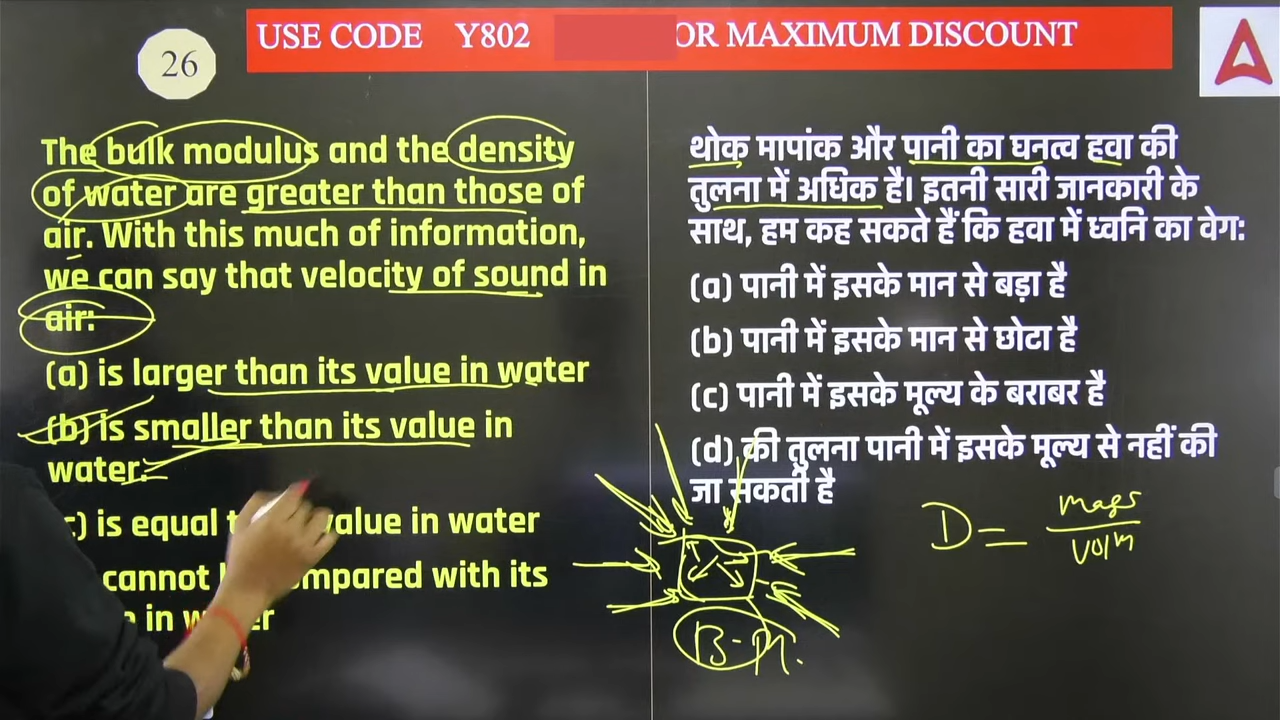 USE CODE Y802 OR MAXIMUM DISCOUNT
26
The bulk modulus and the density
of water are greater than those of
air. With this much of information,
we can say that velocity of sound in
air:
(a) is larger than its value in water
(b) is smaller than its value in
water.
) is equal value in water
cannot compared with its
in
थोक मापांक और पानी का घनत्व हवा की
तुलना में अधिक है। इतनी सारी जानकारी के
साथ, हम कह सकते हैं कि हवा में ध्वनि का वेग:
(a) पानी में इसके मान से बड़ा है
(b) पानी में इसके मान से छोटा है
(c) पानी में इसके मूल्य के बराबर है
(d) की तुलना पानी में इसके मूल्य से नहीं की
जा सकती है
D = mass
volm
B.M.